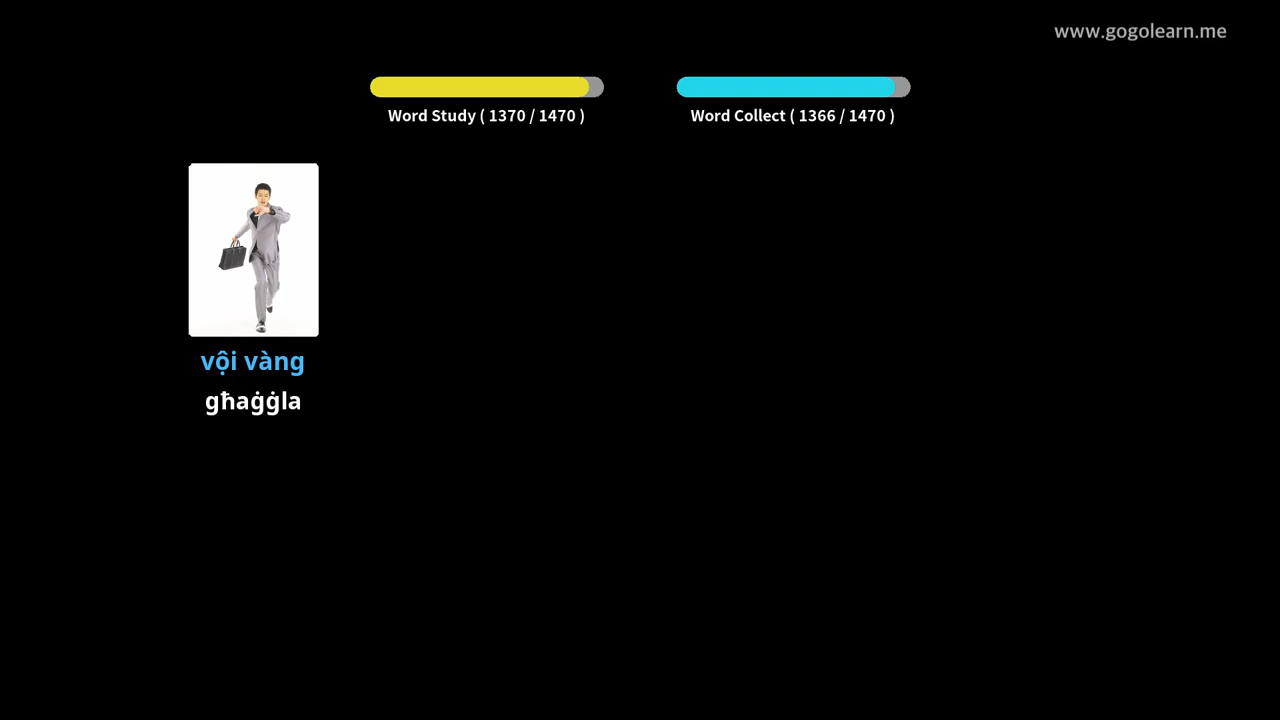 www.gogolearn.me
Word Study ( 1370 / 1470 )
Word Collect ( 1366 / 1470 )
vội vàng
għaġġla